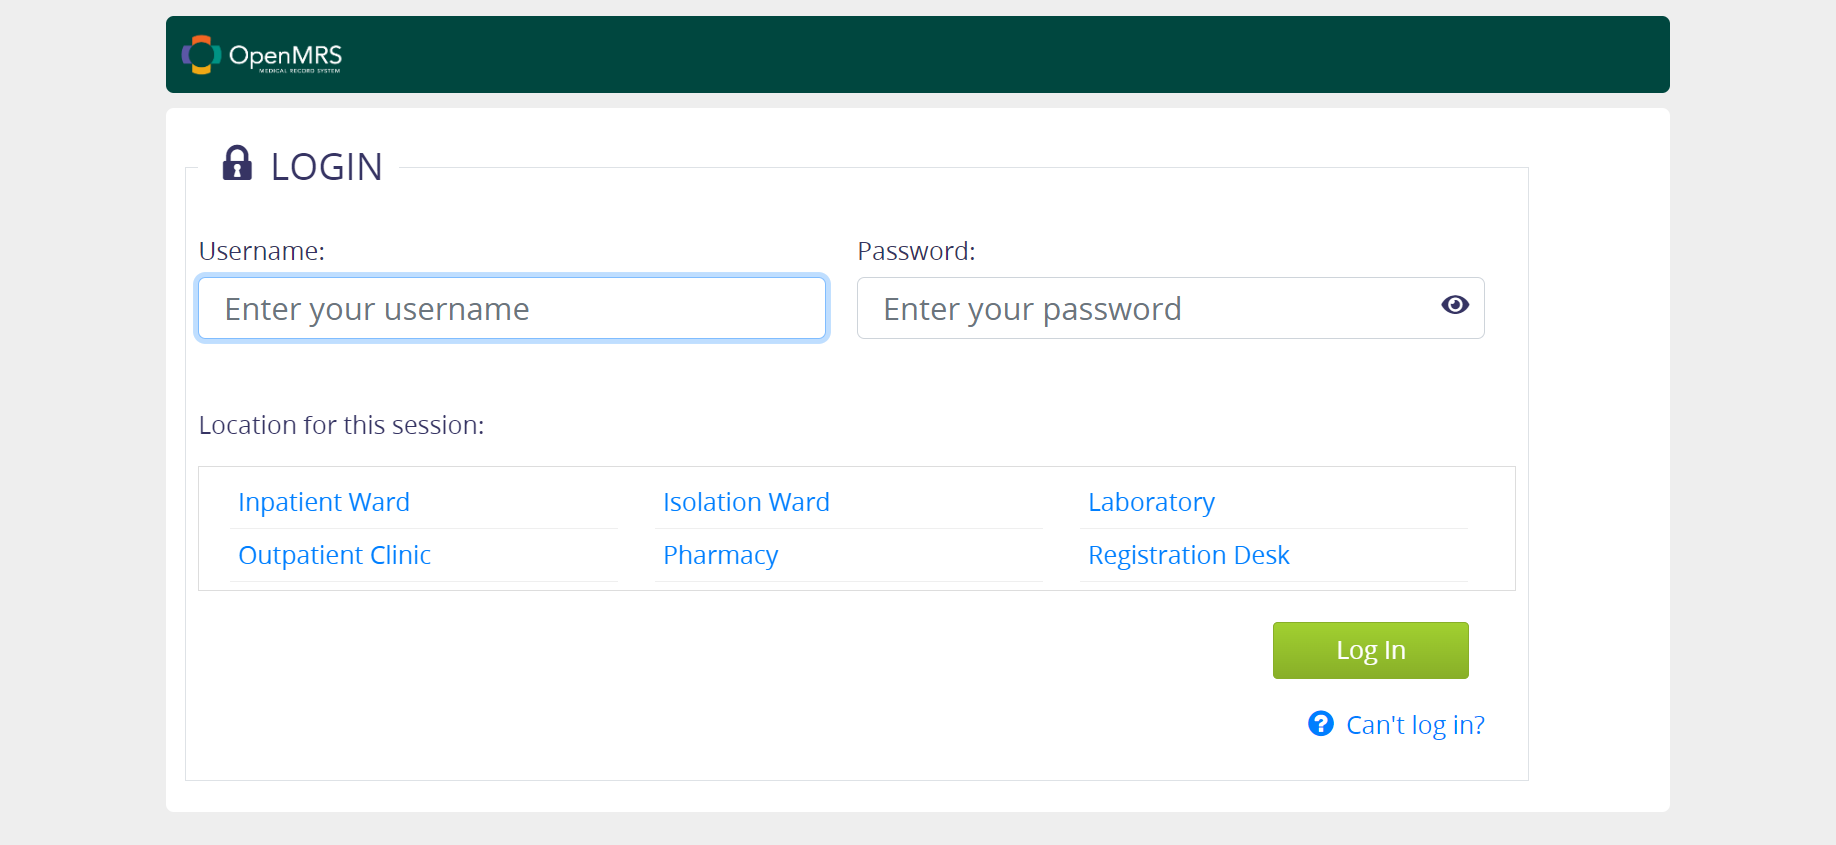 OpenMRS
MEDICAL RECORD SYSTEM
LOGIN
Username:
Password:
Enter your username
Enter your password
Location for this session:
Inpatient Ward
Isolation Ward
Laboratory
Outpatient Clinic
Pharmacy
Registration Desk
Log In
? Can't log in?